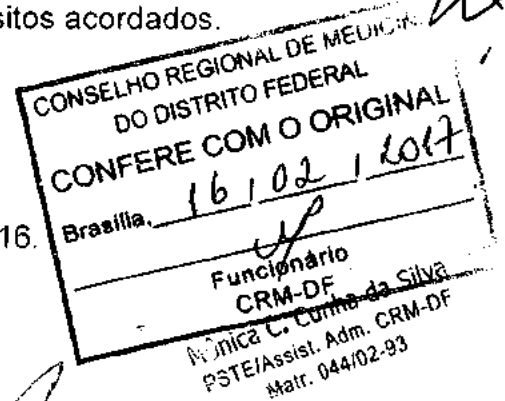 sitos acordados.
CONSELHO REGIONAL DE MEDICINA
DO DISTRITO FEDERAL
CONFERE COM O ORIGINAL
16.
Brasília, 16 / 02 / 2017
Funcionário
CRM-DF
Mônica C. Cunha da Silva
PSTE/Assist. Adm. CRM-DF
Matr. 044/02-93